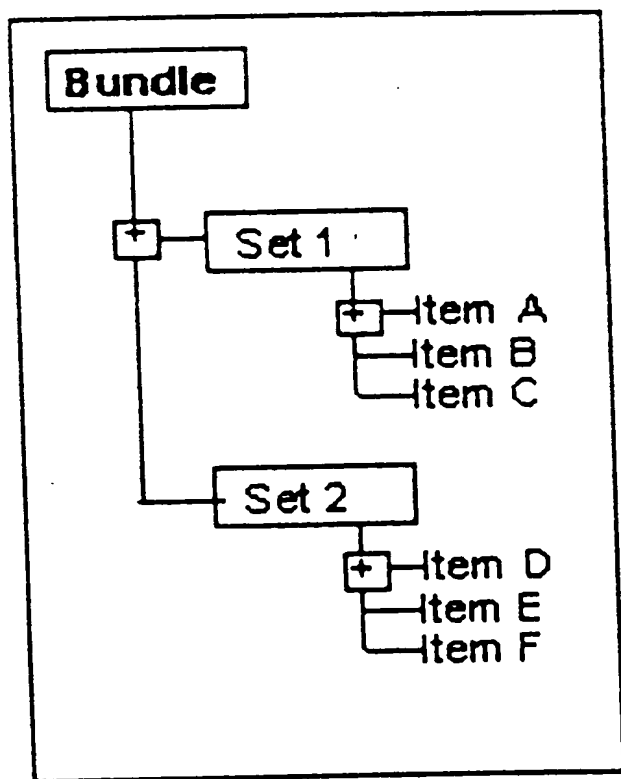 Bundle
+
Set 1
+
Item A
Item B
Item C
Set 2
+
Item D
Item E
Item F